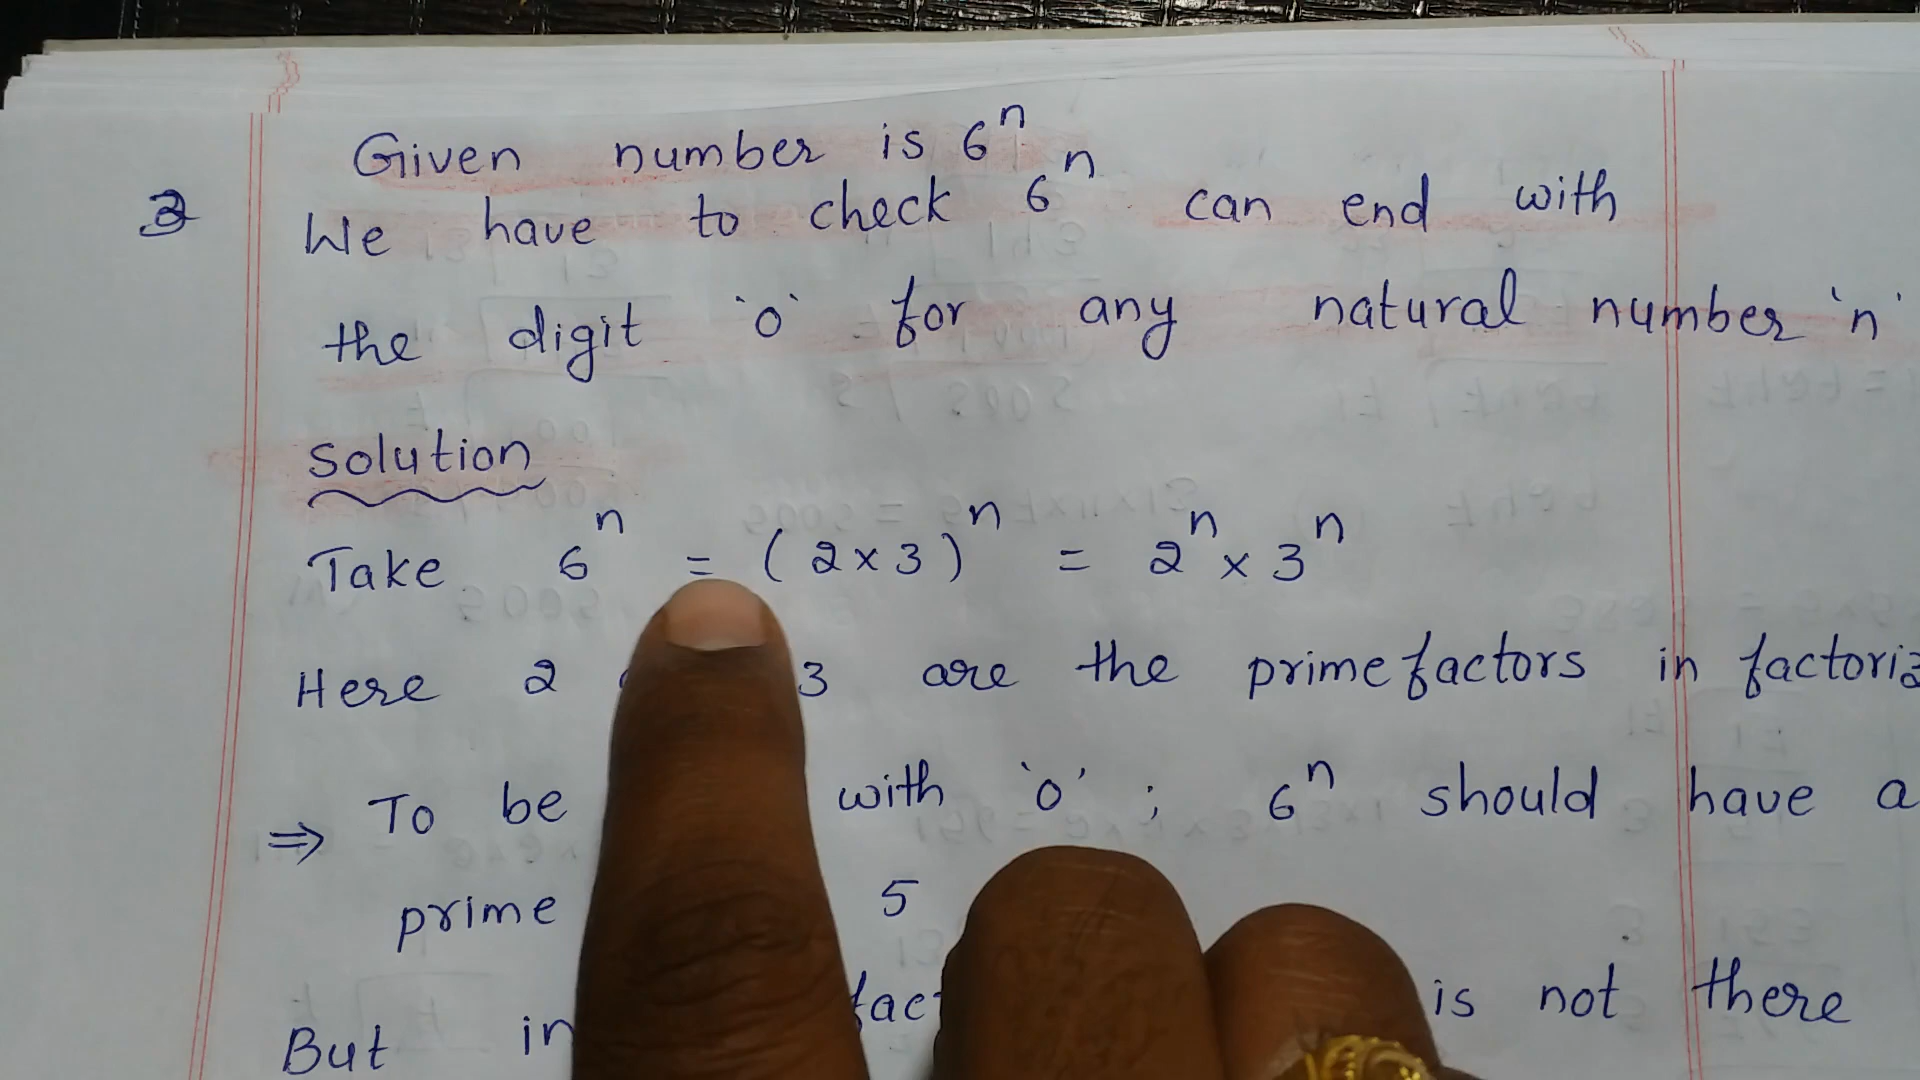 Given number is 6ⁿ
3 We have to check 6ⁿ can end with
the digit '0' for any natural number 'n'
Solution
Take 6ⁿ = (2×3)ⁿ = 2ⁿ × 3ⁿ
Here 2 3 are the prime factors in
⇒ To be with '0' ; 6ⁿ should have a
prime 5
But in is not there